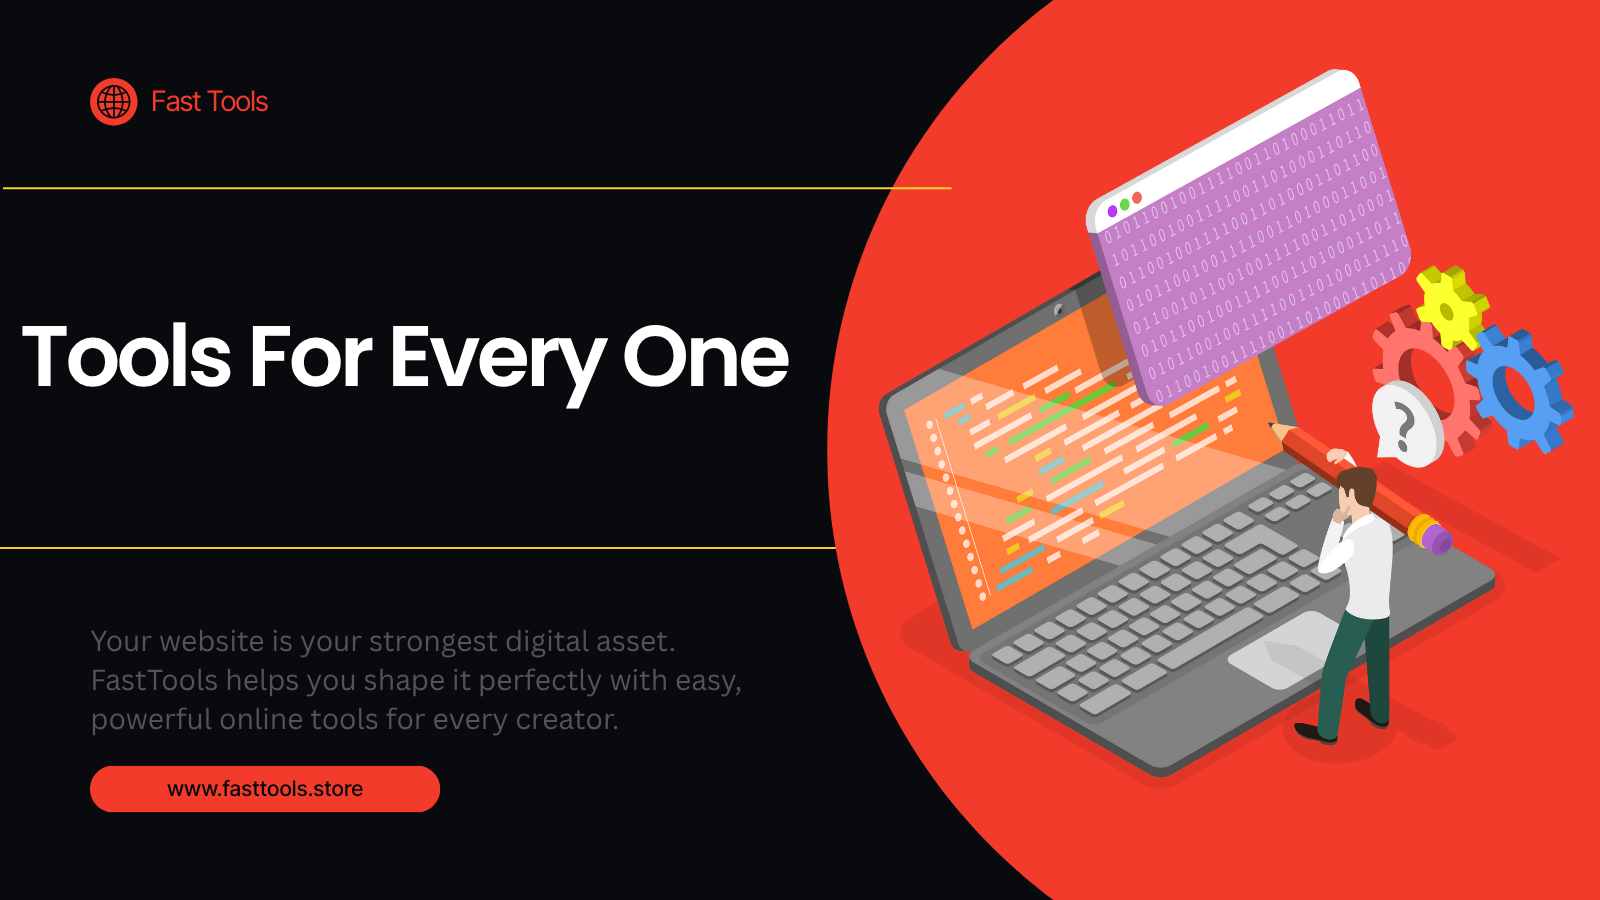 Fast Tools
Tools For Every One
Your website is your strongest digital asset.
FastTools helps you shape it perfectly with easy,
powerful online tools for every creator.
www.fasttools.store
?